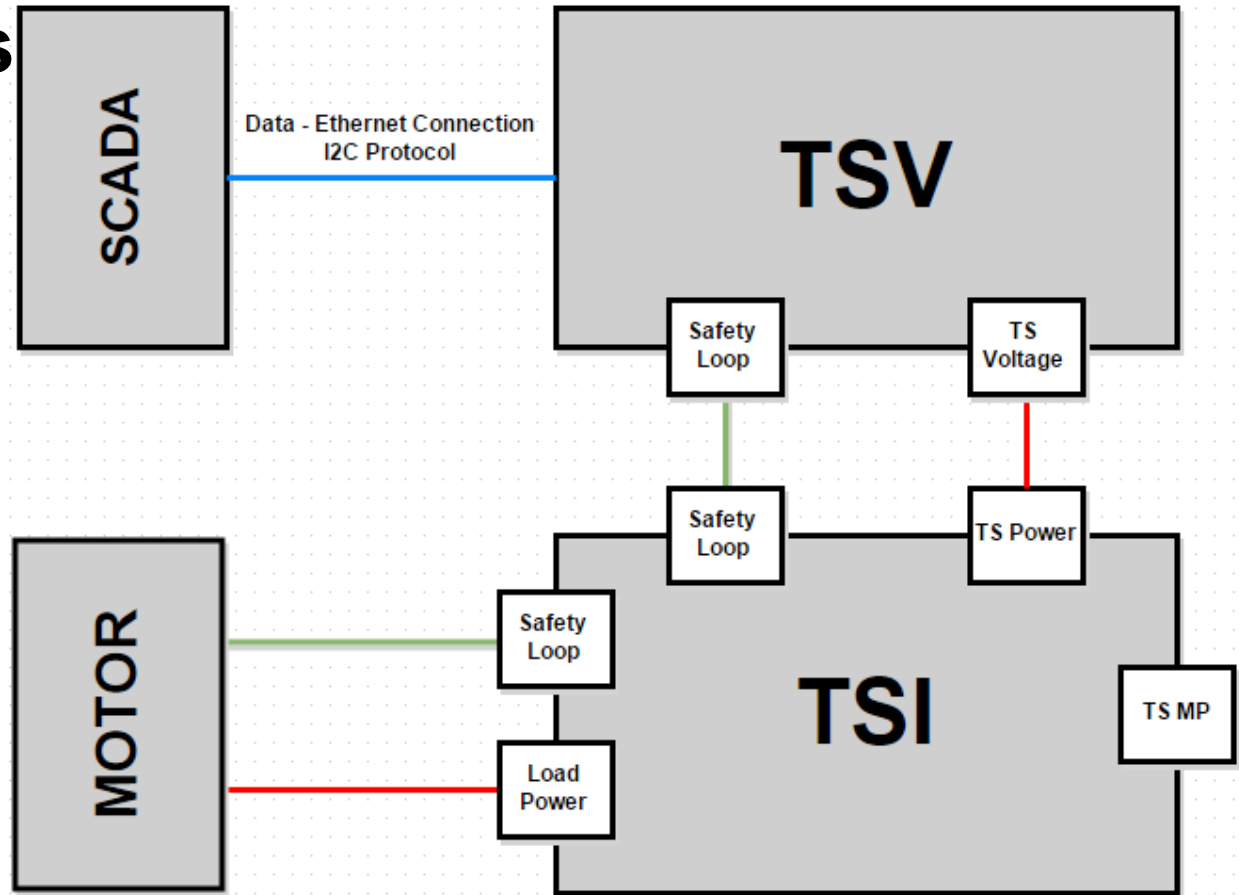 s
SCADA
Data - Ethernet Connection
I2C Protocol
TSV
Safety
Loop
TS
Voltage
Safety
Loop
TS Power
MOTOR
Safety
Loop
Load
Power
TSI
TS MP